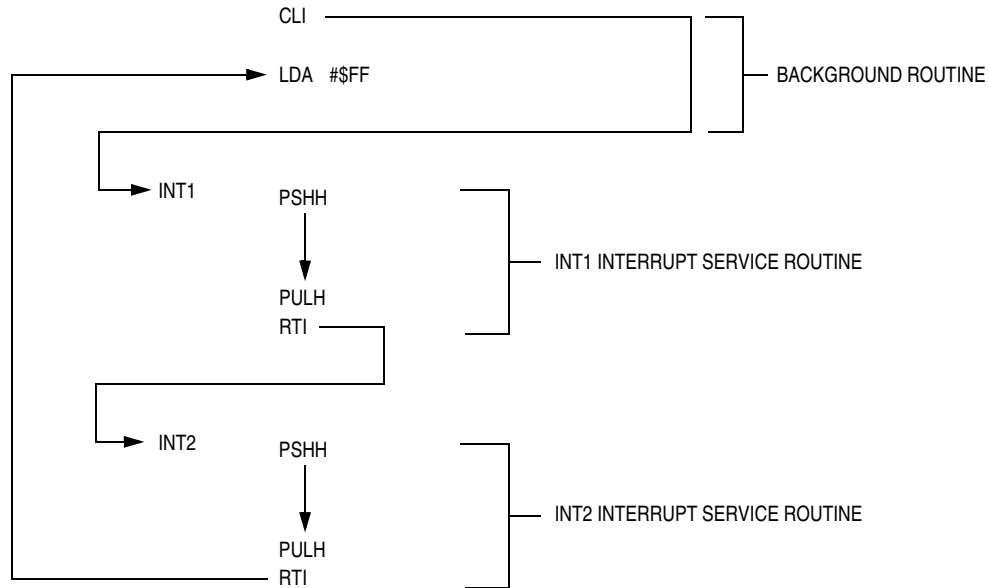 CLI
LDA #$FF
BACKGROUND ROUTINE
INT1
PSHH
INT1 INTERRUPT SERVICE ROUTINE
PULH
RTI
INT2
PSHH
INT2 INTERRUPT SERVICE ROUTINE
PULH
RTI